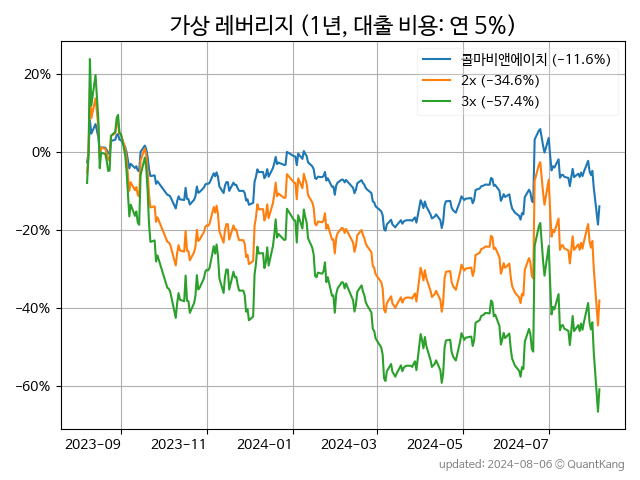 가상 레버리지 (1년, 대출 비용: 연 5%)
콜마비앤에이치 (−11.6%)
2x (−34.6%)
3x (−57.4%)
20%
0%
−20%
−40%
−60%
2023-09
2023-11
2024-01
2024-03
2024-05
2024-07
updated: 2024-08-06 © QuantKang